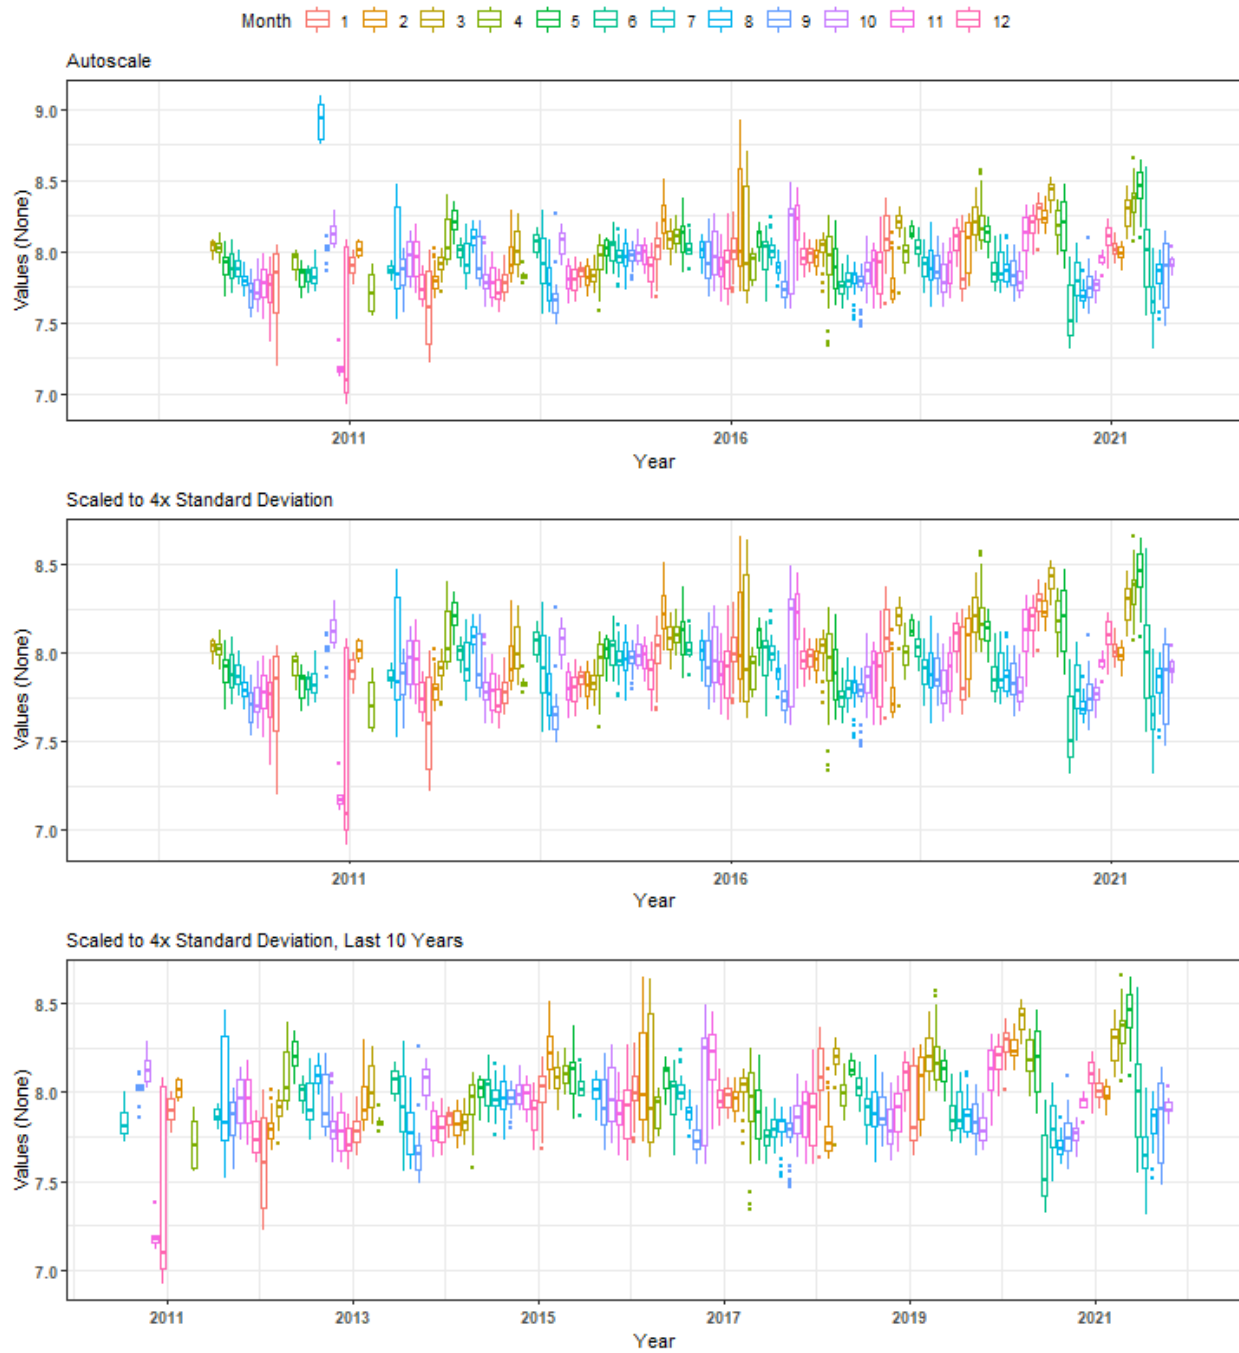 Month 1 2 3 4 5 6 7 8 9 10 11 12
Autoscale
Values (None)
9.0
8.5
8.0
7.5
7.0
2011 2016 2021
Year
Scaled to 4x Standard Deviation
Values (None)
8.5
8.0
7.5
7.0
2011 2016 2021
Year
Scaled to 4x Standard Deviation, Last 10 Years
Values (None)
8.5
8.0
7.5
7.0
2011 2013 2015 2017 2019 2021
Year